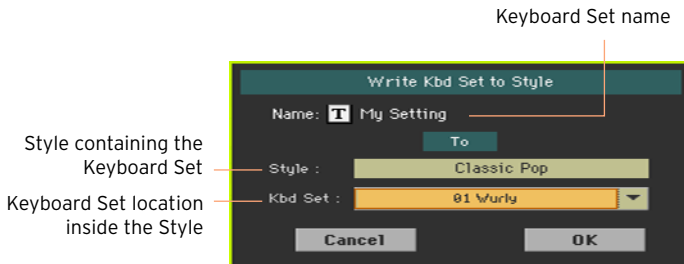 Keyboard Set name
Write Kbd Set to Style
Name: T My Setting
To
Style containing the
Keyboard Set
Style : Classic Pop
Keyboard Set location
inside the Style
Kbd Set : 01 Wurly
Cancel OK